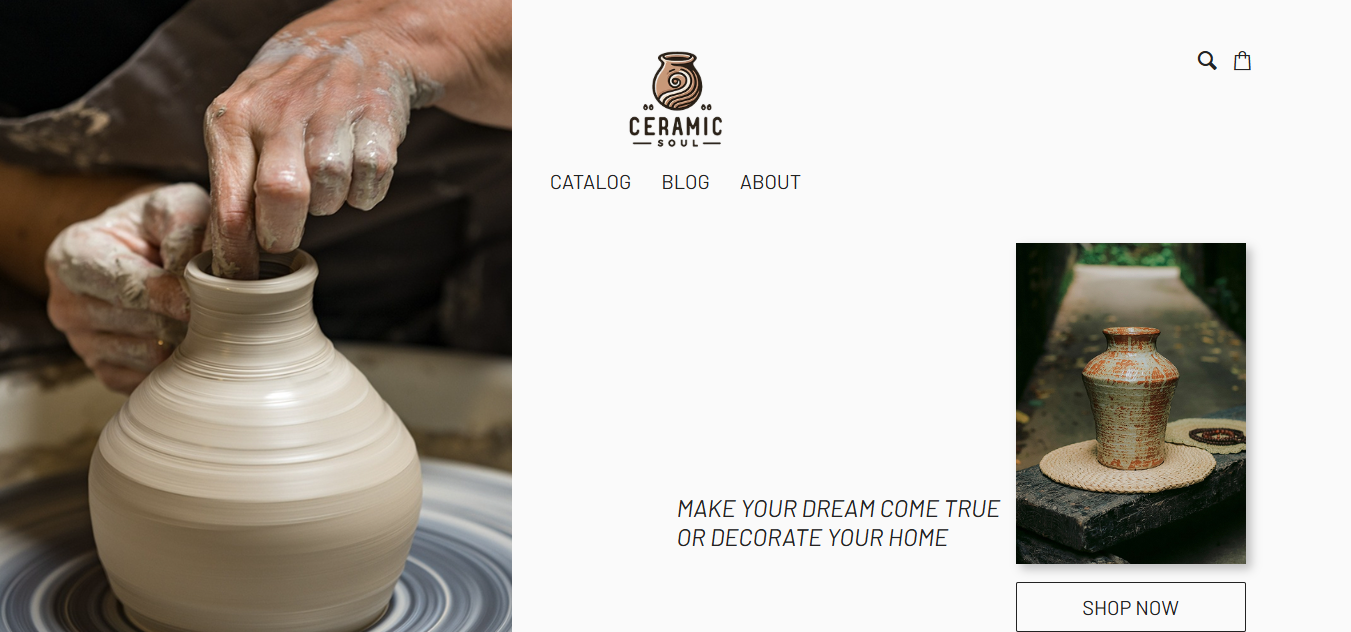 CERAMIC
SOUL
CATALOG BLOG ABOUT
MAKE YOUR DREAM COME TRUE
OR DECORATE YOUR HOME
SHOP NOW